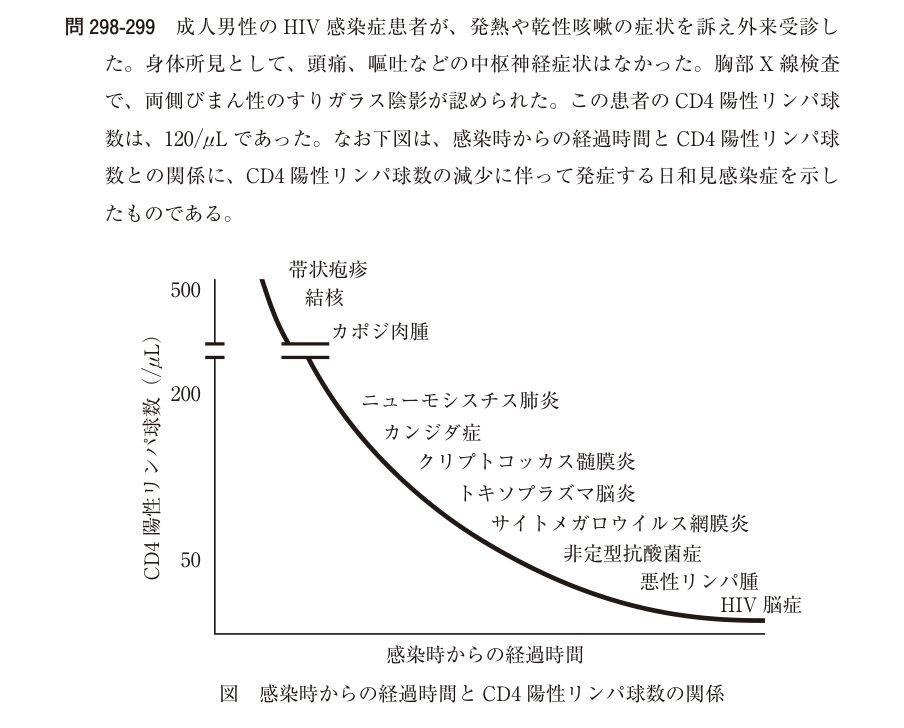 問 298-299 成人男性の HIV 感染症患者が、発熱や乾性咳嗽の症状を訴え外来受診し
た。身体所見として、頭痛、嘔吐などの中枢神経症状はなかった。胸部 X 線検査
で、両側びまん性のすりガラス陰影が認められた。この患者の CD4 陽性リンパ球
数は、120/μL であった。なお下図は、感染時からの経過時間と CD4 陽性リンパ球
数との関係に、CD4 陽性リンパ球数の減少に伴って発症する日和見感染症を示し
たものである。
帯状疱疹
500
結核
カポジ肉腫
CD4 陽性リンパ球数（/μL）
200
ニューモシスチス肺炎
カンジダ症
クリプトコッカス髄膜炎
トキソプラズマ脳炎
サイトメガロウイルス網膜炎
非定型抗酸菌症
50
悪性リンパ腫
HIV 脳症
感染時からの経過時間
図 感染時からの経過時間と CD4 陽性リンパ球数の関係